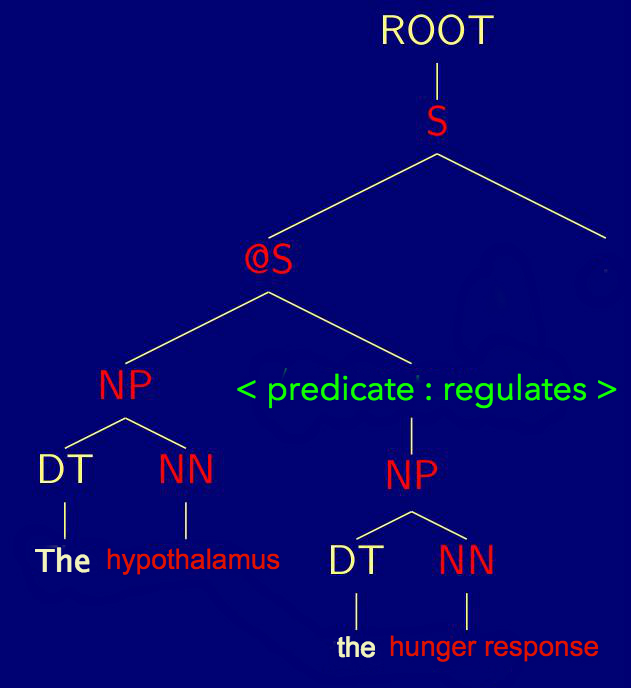 ROOT
S
@S
NP < predicate : regulates >
DT NN NP
The hypothalamus DT NN
the hunger response